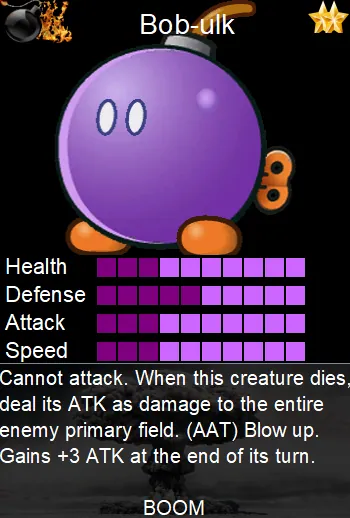 Bob-ulk
Health
Defense
Attack
Speed
Cannot attack. When this creature dies,
deal its ATK as damage to the entire
enemy primary field. (AAT) Blow up.
Gains +3 ATK at the end of its turn.
BOOM